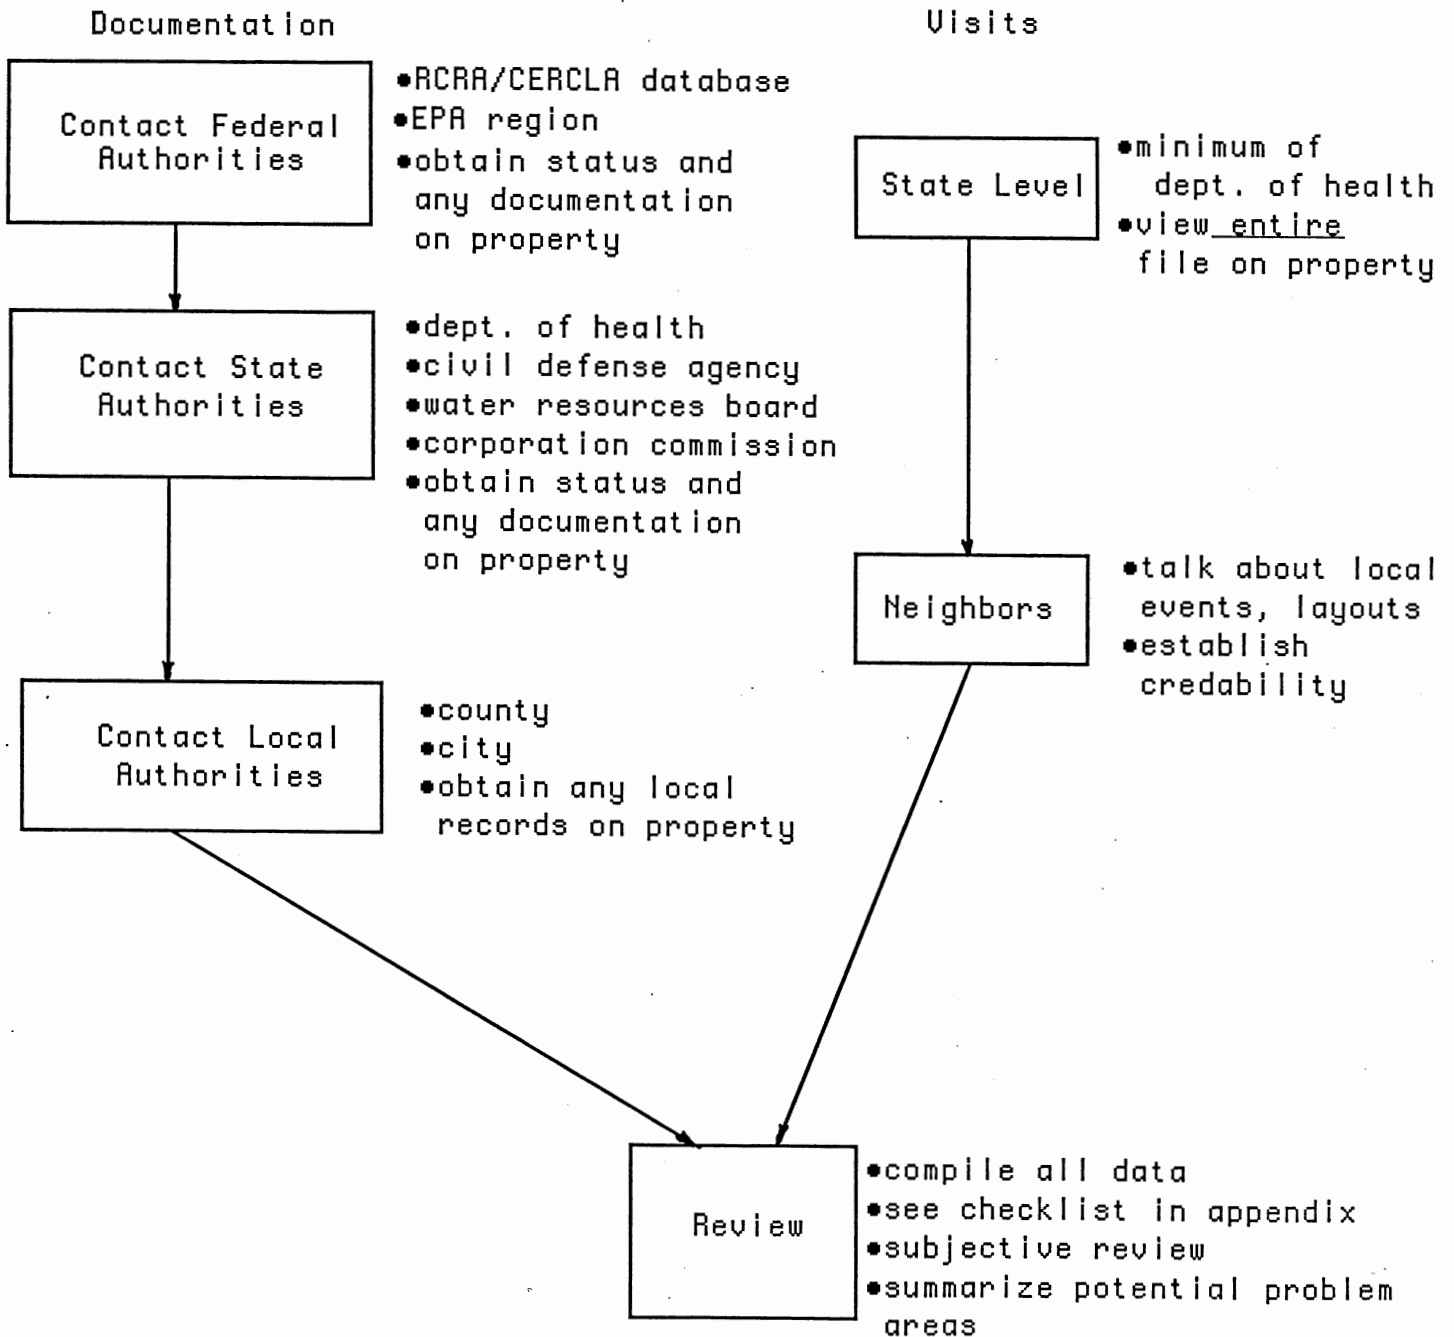 Documentation
Contact Federal
Authorities
•RCRA/CERCLA database
•EPA region
•obtain status and
any documentation
on property
Contact State
Authorities
•dept. of health
•civil defense agency
•water resources board
•corporation commission
•obtain status and
any documentation
on property
Contact Local
Authorities
•county
•city
•obtain any local
records on property
Visits
State Level
•minimum of
dept. of health
•view entire
file on property
Neighbors
•talk about local
events, layouts
•establish
credability
Review
•compile all data
•see checklist in appendix
•subjective review
•summarize potential problem
areas